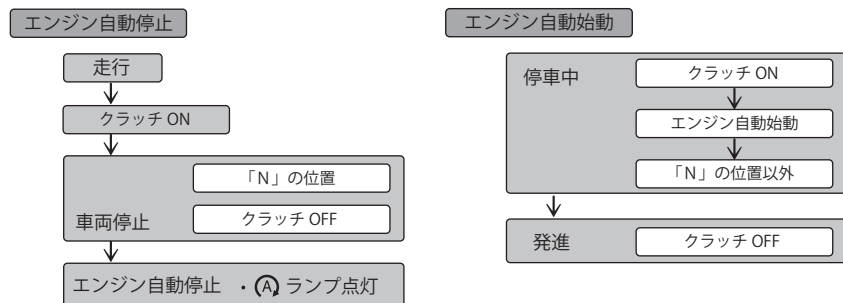 エンジン自動停止
走行
クラッチ ON
「N」の位置
車両停止
クラッチ OFF
エンジン自動停止 ・ A ランプ点灯
エンジン自動始動
停車中
クラッチ ON
エンジン自動始動
「N」の位置以外
発進
クラッチ OFF